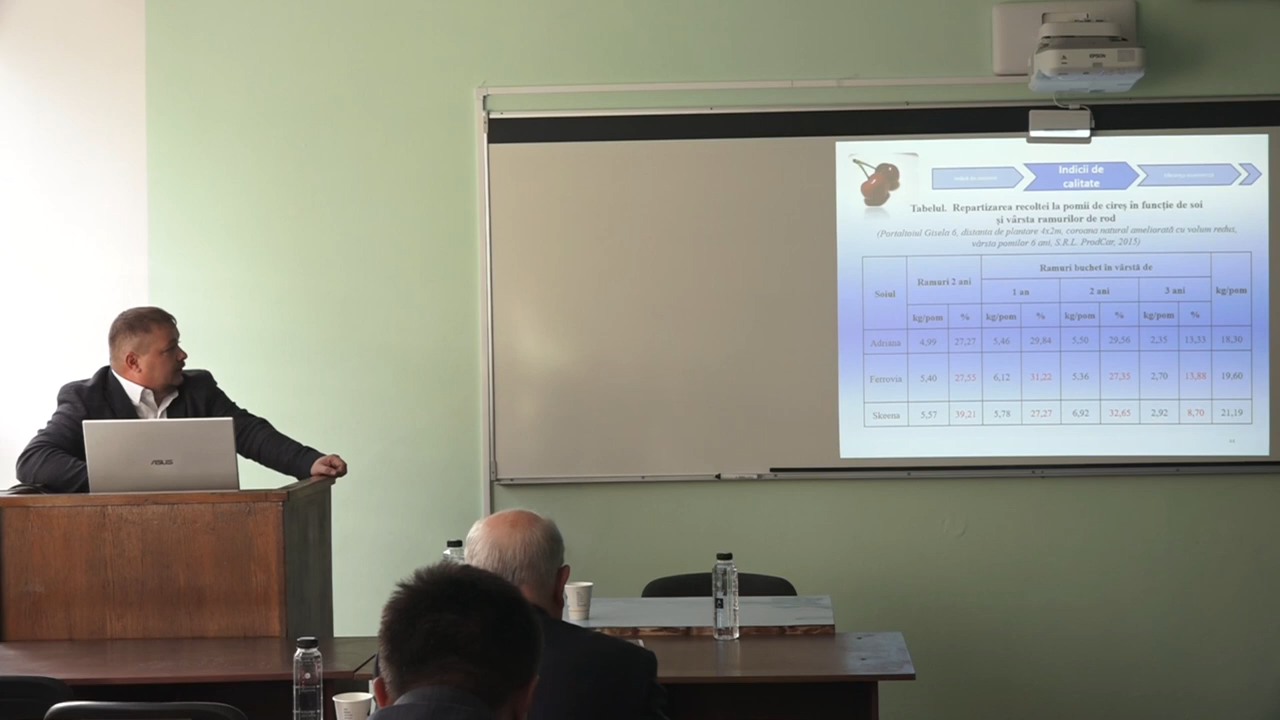 EPSON
Indicii de
calitate
Tabelul. Repartizarea recoltei la pomii de cireș în funcție de soi
și vârsta ramurilor de rod
(Portaltoiul Gisela 6, distanta de plantare 4x2m, coroana natural ameliorată cu volum redus,
vârsta pomilor 6 ani, S.R.L. ProdCar, 2015)
Soiul Ramuri 2 ani Ramuri buchet în vârstă de kg/pom
1 an 2 ani 3 ani
kg/pom % kg/pom % kg/pom % kg/pom %
Adriana 4,99 27,27 5,46 29,84 5,50 29,56 2,35 13,33 18,30
Ferrovia 5,40 27,55 6,12 31,22 5,36 27,35 2,70 13,88 19,60
Skeena 5,57 39,21 5,78 27,27 6,92 32,65 2,92 8,70 21,19
ASUS